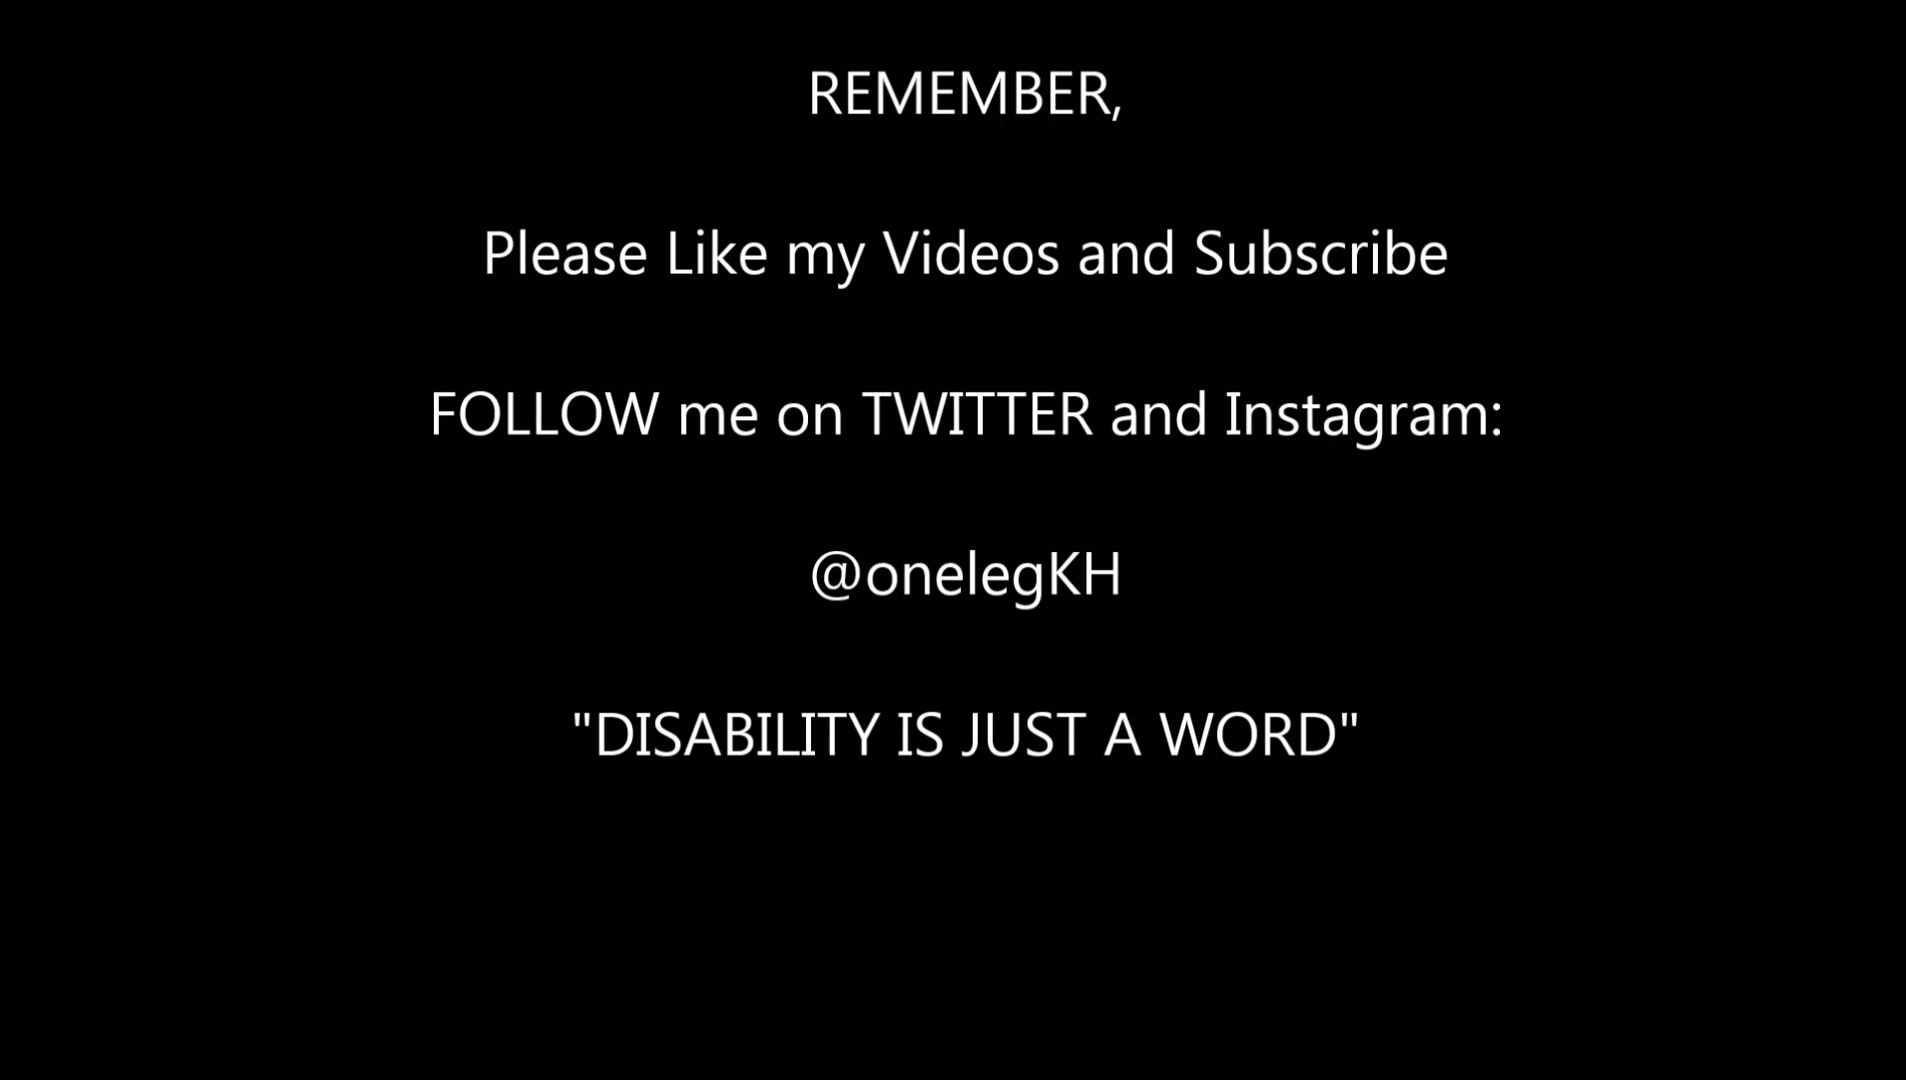 REMEMBER,
Please Like my Videos and Subscribe
FOLLOW me on TWITTER and Instagram:
@onelegKH
"DISABILITY IS JUST A WORD"